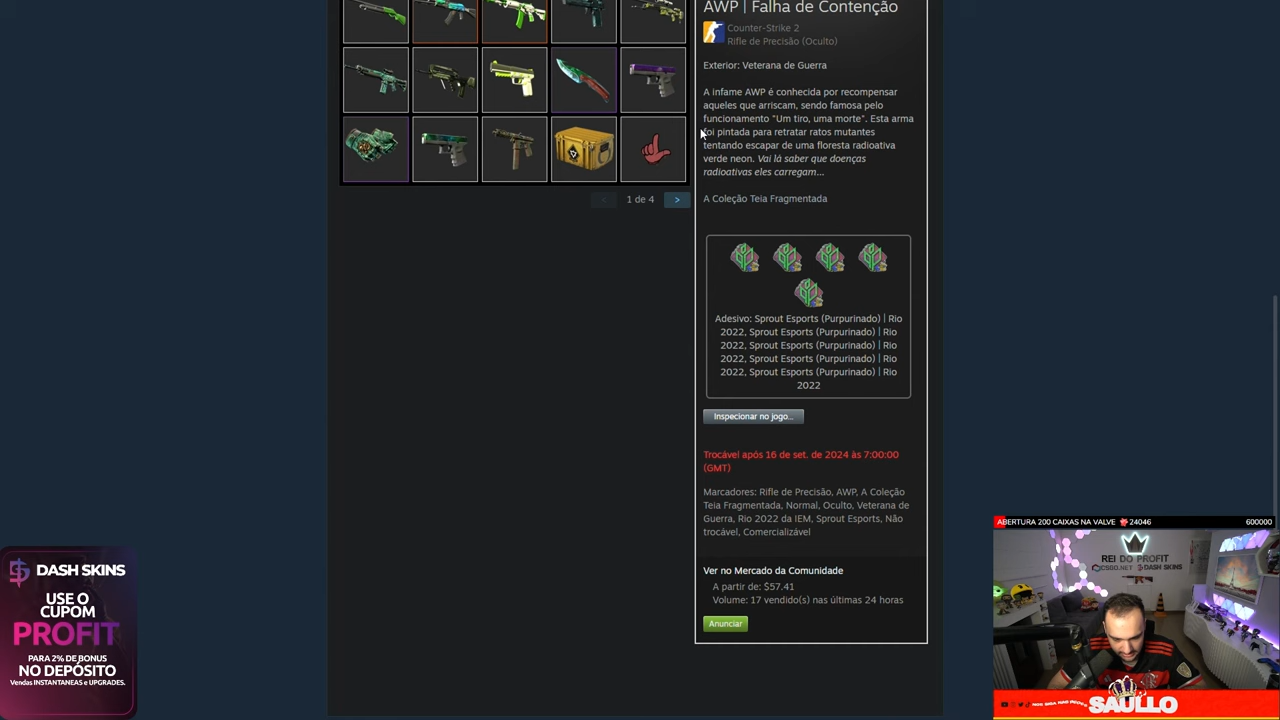 AWP | Falha de Contenção
Counter-Strike 2
Rifle de Precisão (Oculto)
Exterior: Veterana de Guerra
A infame AWP é conhecida por recompensar
aqueles que arriscam, sendo famosa pelo
funcionamento "Um tiro, uma morte". Esta arma
foi pintada para retratar ratos mutantes
tentando escapar de uma floresta radioativa
verde neon. Vai lá saber que doenças
radioativas eles carregam...
A Coleção Teia Fragmentada
< 1 de 4 >
Adesivo: Sprout Esports (Purpurinado) | Rio
2022, Sprout Esports (Purpurinado) | Rio
2022, Sprout Esports (Purpurinado) | Rio
2022, Sprout Esports (Purpurinado) | Rio
2022, Sprout Esports (Purpurinado) | Rio
2022
Inspecionar no jogo...
Trocável após 16 de set. de 2024 às 7:00:00
(GMT)
Marcadores: Rifle de Precisão, AWP, A Coleção
Teia Fragmentada, Normal, Oculto, Veterana de
Guerra, Rio 2022 da IEM, Sprout Esports, Não
trocável, Comercializável
Ver no Mercado da Comunidade
A partir de: $57.41
Volume: 17 vendido(s) nas últimas 24 horas
Anunciar
DASH SKINS
USE O
CUPOM
PROFIT
PARA 2% DE BONUS
NO DEPÓSITO
Vendas INSTANTANEAS e UPGRADES.
ABERTURA 200 CAIXAS NA VALVE 24046 600000
REI DO PROFIT
CSGO.NET DASH SKINS
SAULLO